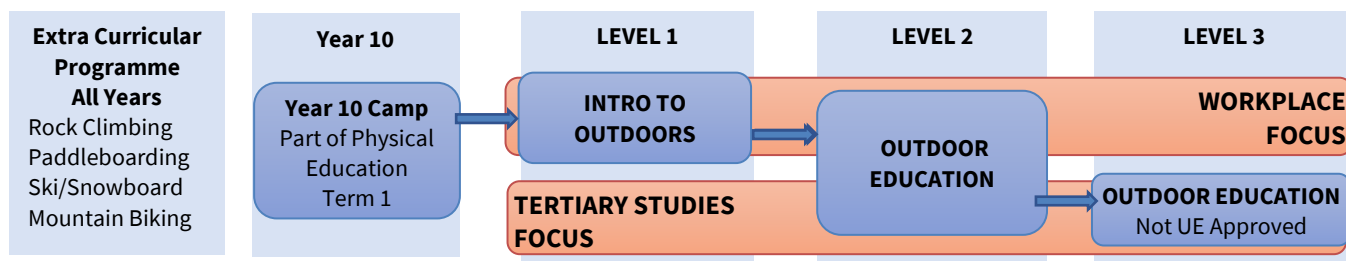 Extra Curricular
Programme
All Years
Rock Climbing
Paddleboarding
Ski/Snowboard
Mountain Biking
Year 10
Year 10 Camp
Part of Physical
Education
Term 1
LEVEL 1
INTRO TO
OUTDOORS
LEVEL 2
OUTDOOR
EDUCATION
LEVEL 3
WORKPLACE
FOCUS
TERTIARY STUDIES
FOCUS
OUTDOOR EDUCATION
Not UE Approved